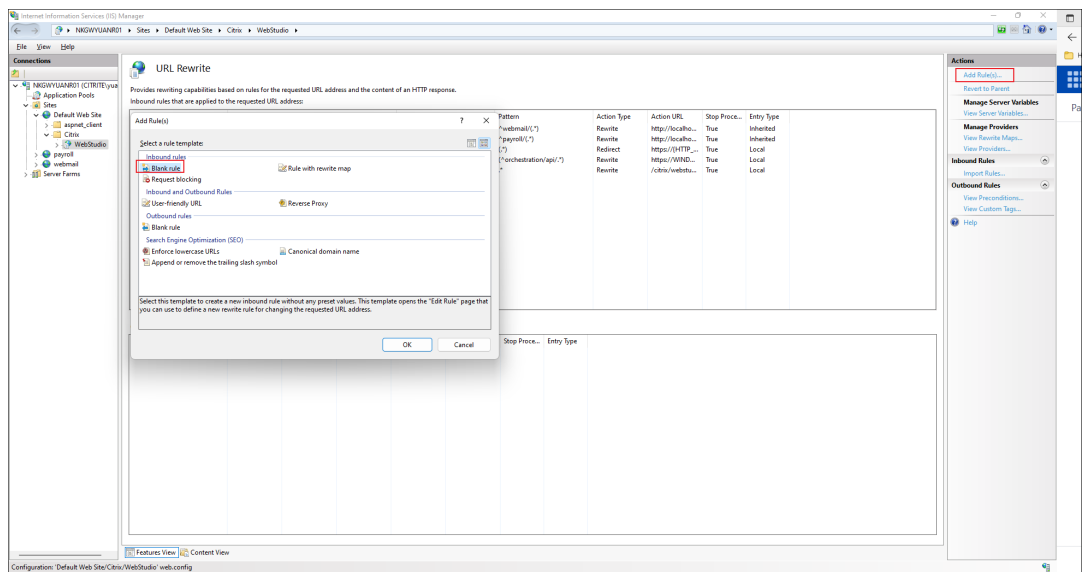 Internet Information Services (IIS) Manager
NKGWYUANR01 ▸ Sites ▸ Default Web Site ▸ Citrix ▸ WebStudio ▸
File View Help
Connections
NKGWYUANR01 (CITRITE\yua
Application Pools
Sites
Default Web Site
aspnet_client
Citrix
WebStudio
payroll
webmail
Server Farms
URL Rewrite
Provides rewriting capabilities based on rules for the requested URL address and the content of an HTTP response.
Inbound rules that are applied to the requested URL address:
Pattern Action Type Action URL Stop Proce... Entry Type
^webmail/(.*) Rewrite http://localho... True Inherited
^payroll/(.*) Rewrite http://localho... True Inherited
(.*) Redirect https://{HTTP_... True Local
(^orchestration/api/.*) Rewrite https://WIND... True Local
.* Rewrite /citrix/webstu... True Local
Add Rule(s) ? ×
Select a rule template:
Inbound rules
Blank rule Rule with rewrite map
Request blocking
Inbound and Outbound Rules
User-friendly URL Reverse Proxy
Outbound rules
Blank rule
Search Engine Optimization (SEO)
Enforce lowercase URLs Canonical domain name
Append or remove the trailing slash symbol
Select this template to create a new inbound rule without any preset values. This template opens the "Edit Rule" page that
you can use to define a new rewrite rule for changing the requested URL address.
OK Cancel
Stop Proce... Entry Type
Features View Content View
Configuration: 'Default Web Site/Citrix/WebStudio' web.config
Actions
Add Rule(s)...
Revert to Parent
Manage Server Variables
View Server Variables...
Manage Providers
View Rewrite Maps...
View Providers...
Inbound Rules
Import Rules...
Outbound Rules
View Preconditions...
View Custom Tags...
Help
H
Pa